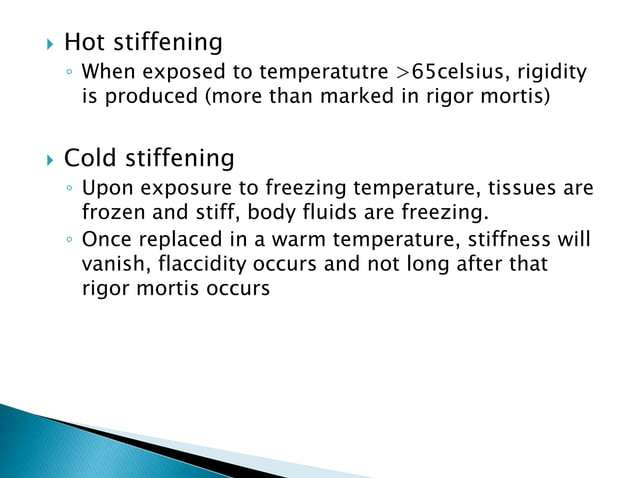 Hot stiffening
When exposed to temperatutre >65celsius, rigidity
is produced (more than marked in rigor mortis)
Cold stiffening
Upon exposure to freezing temperature, tissues are
frozen and stiff, body fluids are freezing.
Once replaced in a warm temperature, stiffness will
vanish, flaccidity occurs and not long after that
rigor mortis occurs